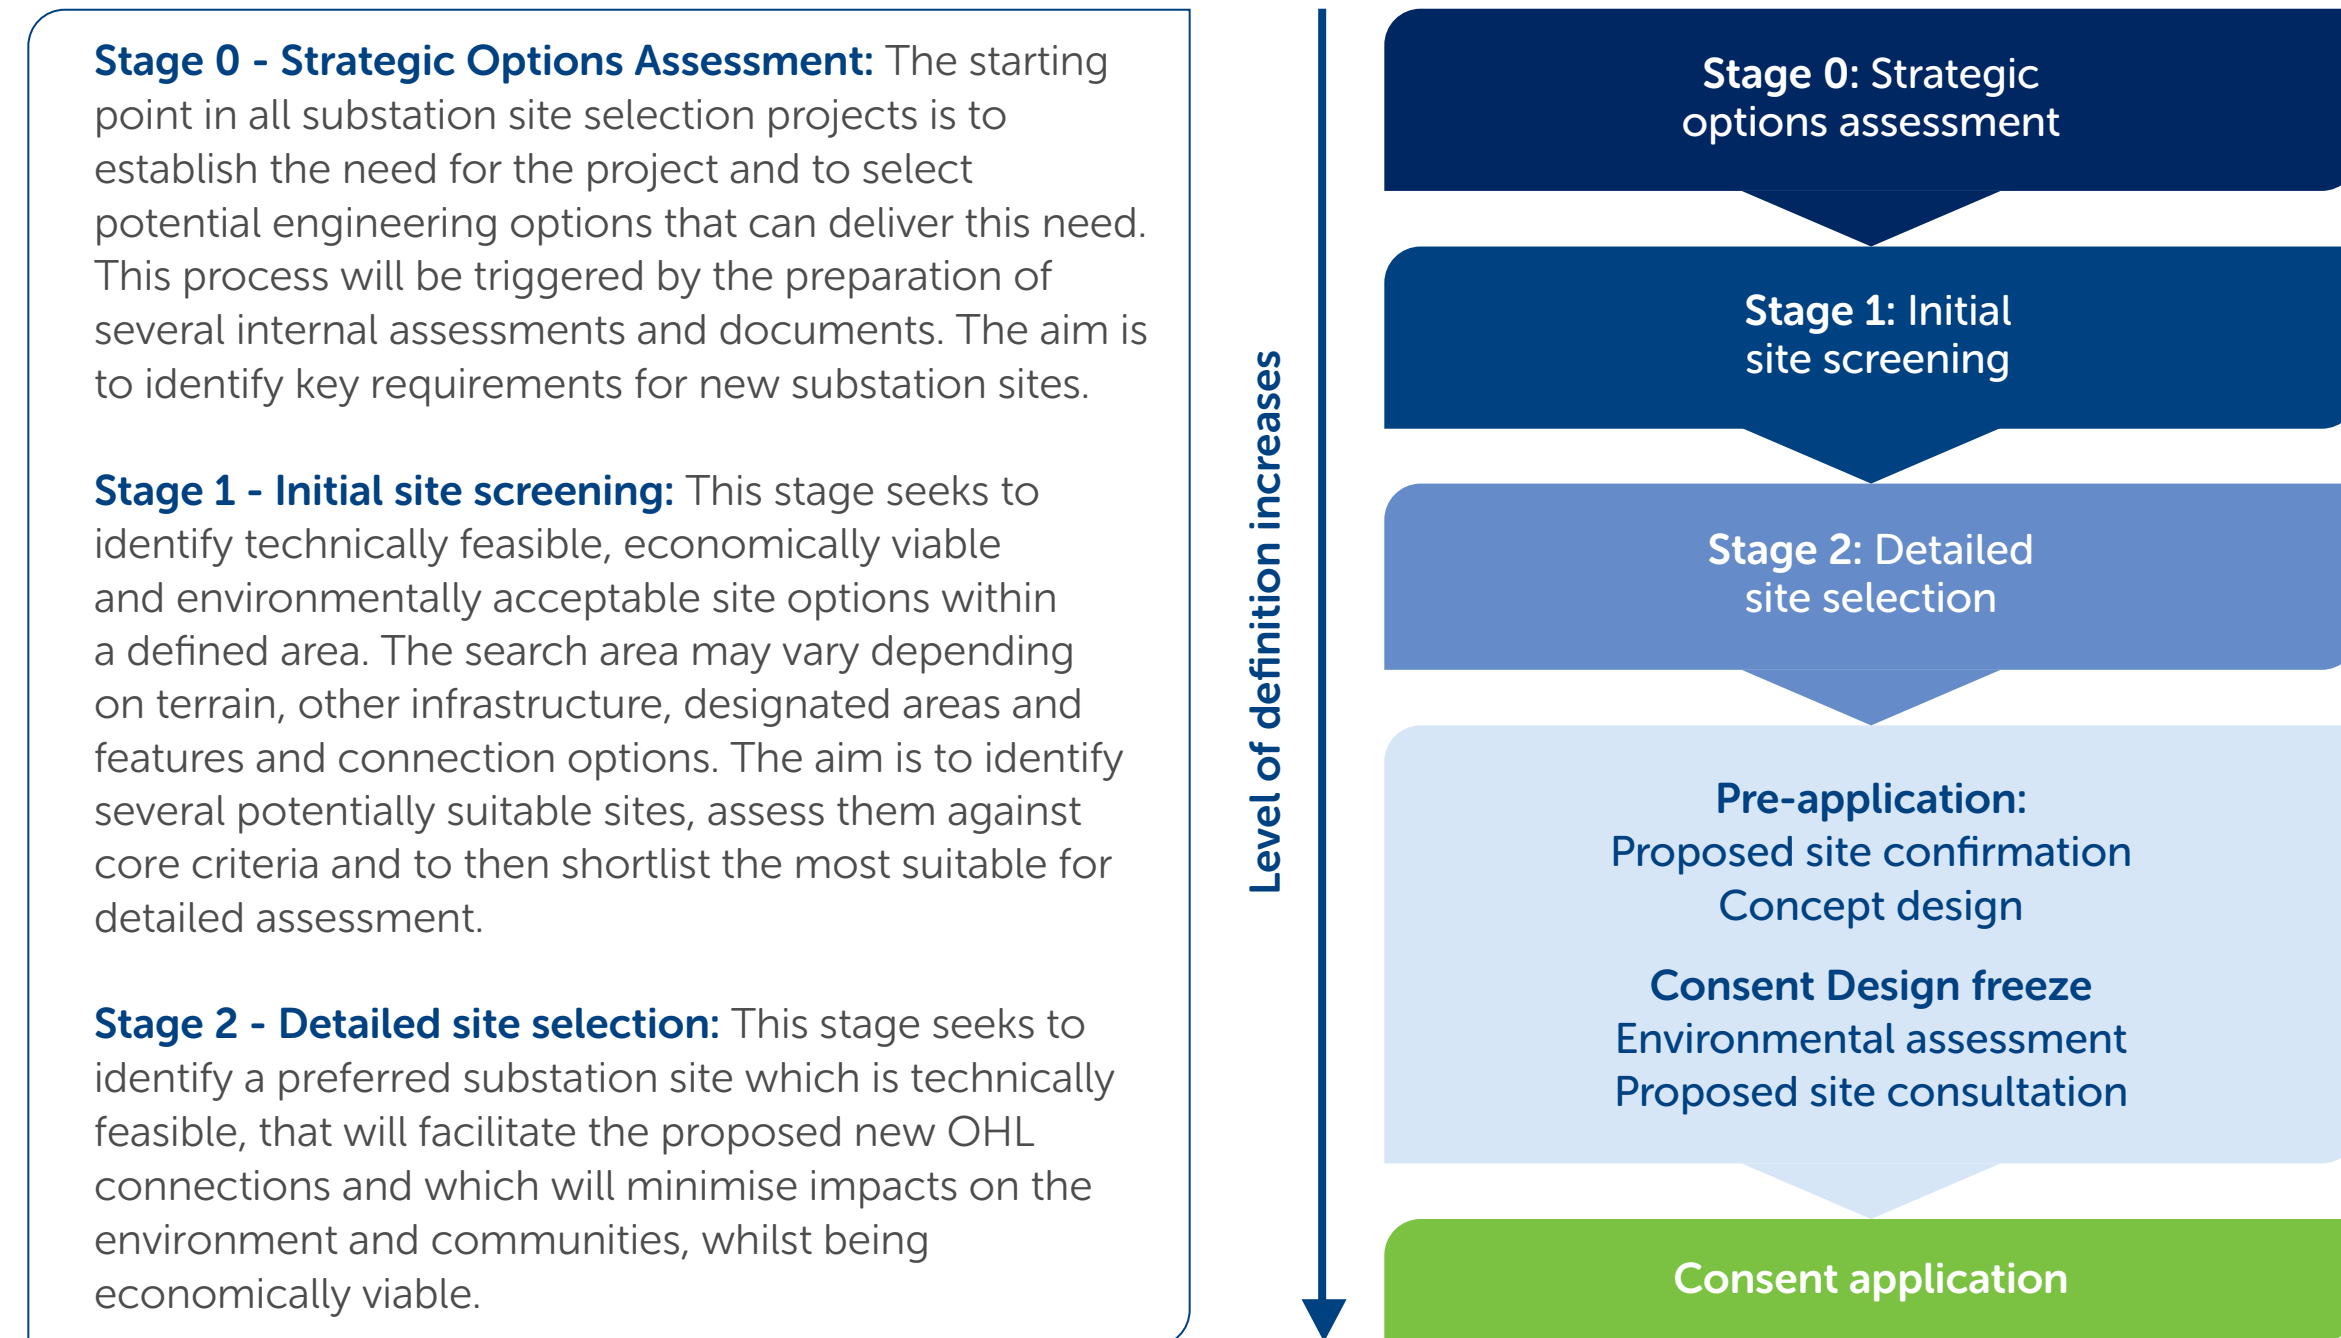 Stage 0 - Strategic Options Assessment: The starting
point in all substation site selection projects is to
establish the need for the project and to select
potential engineering options that can deliver this need.
This process will be triggered by the preparation of
several internal assessments and documents. The aim is
to identify key requirements for new substation sites.
Stage 1 - Initial site screening: This stage seeks to
identify technically feasible, economically viable
and environmentally acceptable site options within
a defined area. The search area may vary depending
on terrain, other infrastructure, designated areas and
features and connection options. The aim is to identify
several potentially suitable sites, assess them against
core criteria and to then shortlist the most suitable for
detailed assessment.
Stage 2 - Detailed site selection: This stage seeks to
identify a preferred substation site which is technically
feasible, that will facilitate the proposed new OHL
connections and which will minimise impacts on the
environment and communities, whilst being
economically viable.
Level of definition increases
Stage 0: Strategic
options assessment
Stage 1: Initial
site screening
Stage 2: Detailed
site selection
Pre-application:
Proposed site confirmation
Concept design
Consent Design freeze
Environmental assessment
Proposed site consultation
Consent application